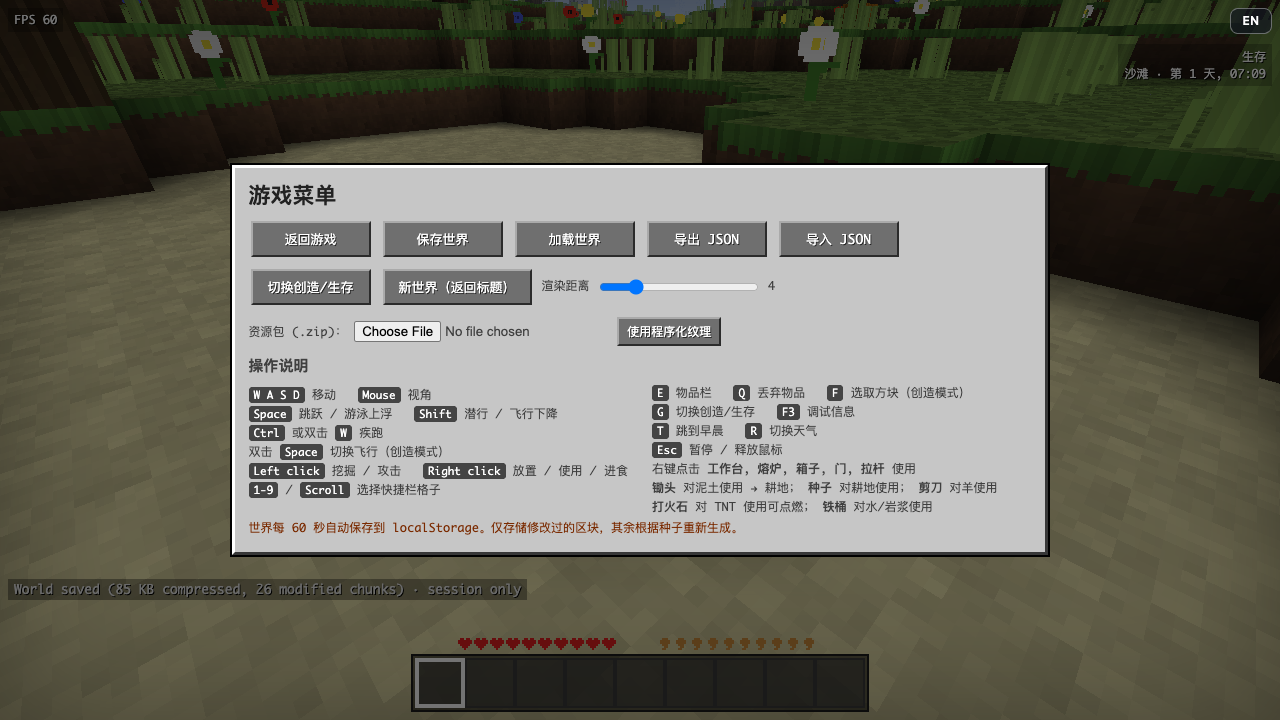 FPS 60
EN
生存
沙滩 · 第 1 天, 07:09
游戏菜单
返回游戏 保存世界 加载世界 导出 JSON 导入 JSON
切换创造/生存 新世界 (返回标题) 渲染距离 4
资源包 (.zip): Choose File No file chosen 使用程序化纹理
操作说明
W A S D 移动 Mouse 视角
Space 跳跃 / 游泳上浮 Shift 潜行 / 飞行下降
Ctrl 或双击 W 疾跑
双击 Space 切换飞行 (创造模式)
Left click 挖掘 / 攻击 Right click 放置 / 使用 / 进食
1-9 / Scroll 选择快捷栏格子
E 物品栏 Q 丢弃物品 F 选取方块 (创造模式)
G 切换创造/生存 F3 调试信息
T 跳到早晨 R 切换天气
Esc 暂停 / 释放鼠标
右键点击 工作台, 熔炉, 箱子, 门, 拉杆 使用
锄头 对泥土使用 → 耕地; 种子 对耕地使用; 剪刀 对羊使用
打火石 对 TNT 使用可点燃; 铁桶 对水/岩浆使用
世界每 60 秒自动保存到 localStorage。仅存储修改过的区块, 其余根据种子重新生成。
World saved (85 KB compressed, 26 modified chunks) · session only